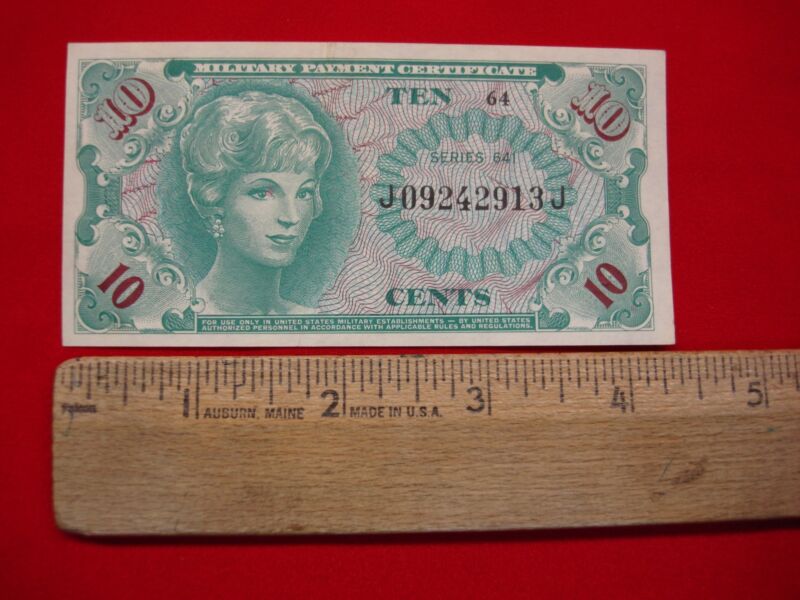 MILITARY PAYMENT CERTIFICATE
10 TEN 64 10
SERIES 641
J09242913J
10 CENTS 10
FOR USE ONLY IN UNITED STATES MILITARY ESTABLISHMENTS — BY UNITED STATES
AUTHORIZED PERSONNEL IN ACCORDANCE WITH APPLICABLE RULES AND REGULATIONS.
1 2 3 4 5
AUBURN, MAINE MADE IN U.S.A.